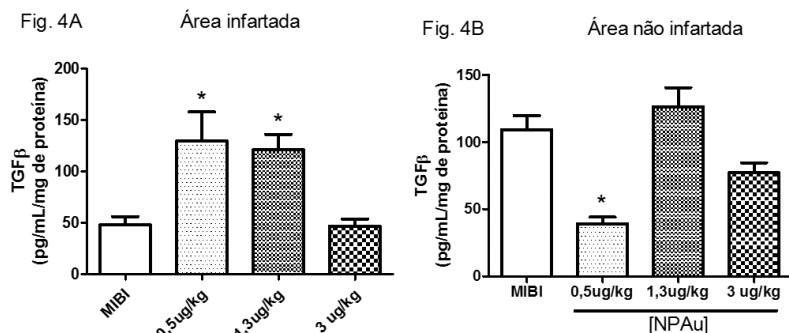 Fig. 4A
Área infartada
TGFβ
(pg/mL/mg de proteína)
200
150
100
50
0
*
*
MIBI
0,5ug/kg
1,3ug/kg
3 ug/kg
Fig. 4B
Área não infartada
TGFβ
(pg/mL/mg de proteína)
150
100
50
0
*
MIBI
0,5ug/kg
1,3ug/kg
3 ug/kg
[NPAu]